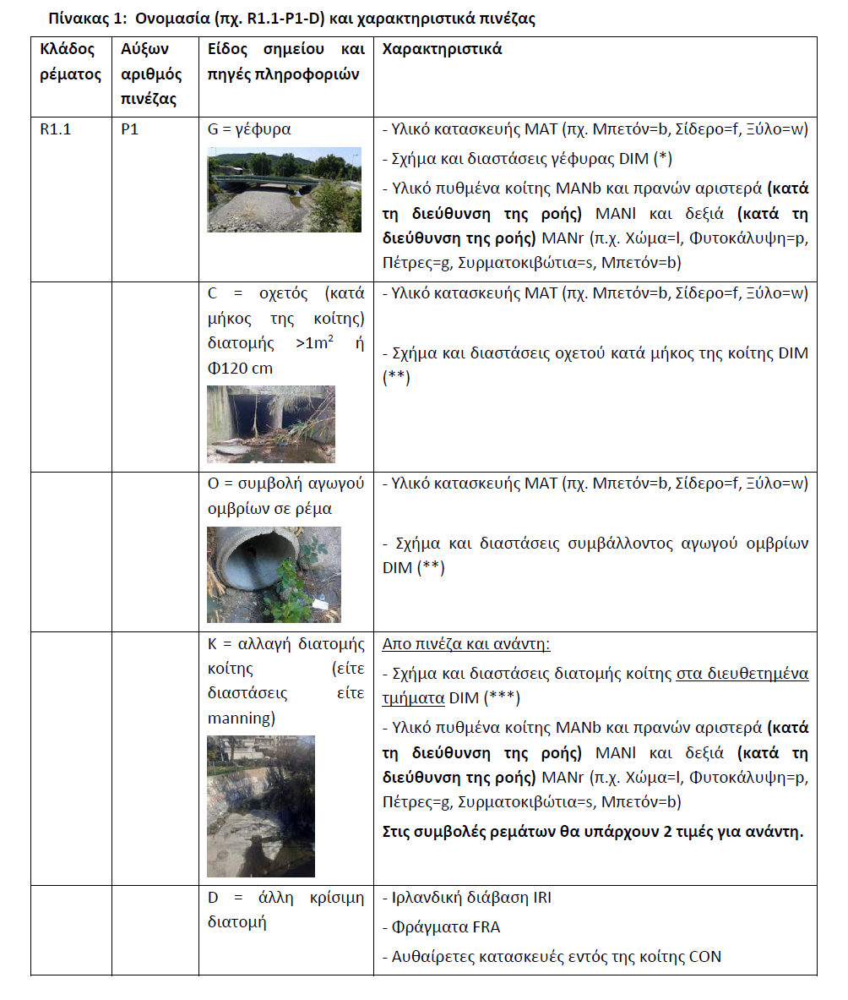 Πίνακας 1: Ονομασία (πχ. R1.1-P1-D) και χαρακτηριστικά πινέζας
Κλάδος ρέματος
Αύξων αριθμός πινέζας
Είδος σημείου και πηγές πληροφοριών
Χαρακτηριστικά
R1.1
P1
G = γέφυρα
- Υλικό κατασκευής MAT (πχ. Μπετόν=b, Σίδερο=f, Ξύλο=w)
- Σχήμα και διαστάσεις γέφυρας DIM (*)
- Υλικό πυθμένα κοίτης MANb και πρανών αριστερά (κατά
τη διεύθυνση της ροής) MANl και δεξιά (κατά τη
διεύθυνση της ροής) MANr (π.χ. Χώμα=l, Φυτοκάλυψη=p,
Πέτρες=g, Συρματοκιβώτια=s, Μπετόν=b)
C = οχετός (κατά
μήκος της κοίτης)
διατομής >1m² ή
Φ120 cm
- Υλικό κατασκευής MAT (πχ. Μπετόν=b, Σίδερο=f, Ξύλο=w)
- Σχήμα και διαστάσεις οχετού κατά μήκος της κοίτης DIM
(**)
O = συμβολή αγωγού
ομβρίων σε ρέμα
- Υλικό κατασκευής MAT (πχ. Μπετόν=b, Σίδερο=f, Ξύλο=w)
- Σχήμα και διαστάσεις συμβάλλοντος αγωγού ομβρίων
DIM (**)
K = αλλαγή διατομής
κοίτης (είτε
διαστάσεις είτε
manning)
Απο πινέζα και ανάντη:
- Σχήμα και διαστάσεις διατομής κοίτης στα διευθετημένα
τμήματα DIM (***)
- Υλικό πυθμένα κοίτης MANb και πρανών αριστερά (κατά
τη διεύθυνση της ροής) MANl και δεξιά (κατά τη
διεύθυνση της ροής) MANr (π.χ. Χώμα=l, Φυτοκάλυψη=p,
Πέτρες=g, Συρματοκιβώτια=s, Μπετόν=b)
Στις συμβολές ρεμάτων θα υπάρχουν 2 τιμές για ανάντη.
D = άλλη κρίσιμη
διατομή
- Ιρλανδική διάβαση IRI
- Φράγματα FRA
- Αυθαίρετες κατασκευές εντός της κοίτης CON